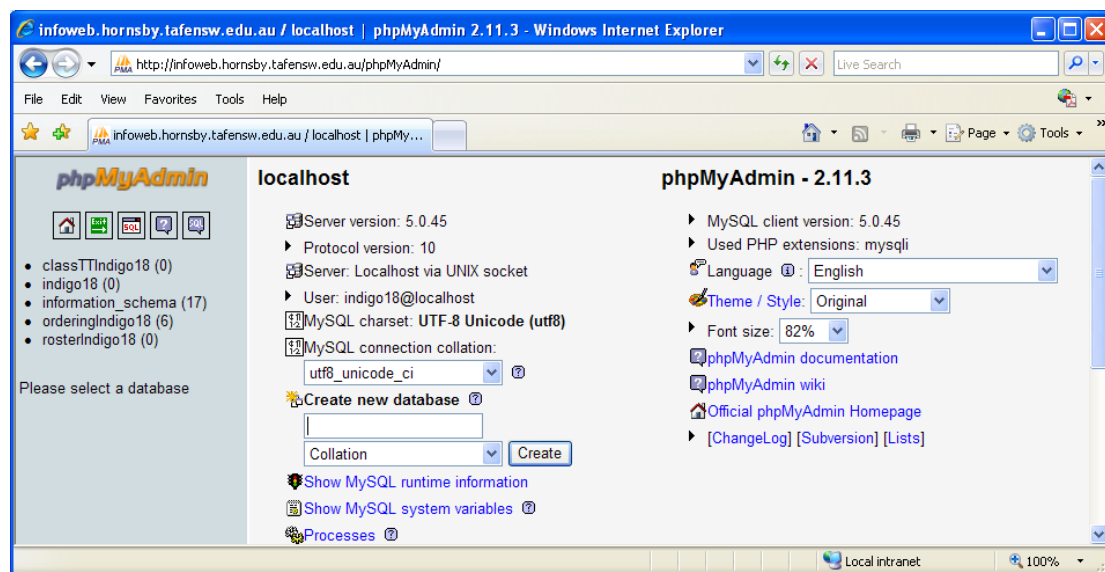 infoweb.hornsby.tafensw.edu.au / localhost | phpMyAdmin 2.11.3 - Windows Internet Explorer
PMA http://infoweb.hornsby.tafensw.edu.au/phpMyAdmin/
Live Search
File Edit View Favorites Tools Help
PMA infoweb.hornsby.tafensw.edu.au / localhost | phpMy...
Page Tools
phpMyAdmin
EXIT SQL ? SQL
classTTIndigo18 (0)
indigo18 (0)
information_schema (17)
orderingIndigo18 (6)
rosterIndigo18 (0)
Please select a database
localhost
Server version: 5.0.45
Protocol version: 10
Server: Localhost via UNIX socket
User: indigo18@localhost
MySQL charset: UTF-8 Unicode (utf8)
MySQL connection collation:
utf8_unicode_ci
Create new database
Collation Create
Show MySQL runtime information
Show MySQL system variables
Processes
phpMyAdmin - 2.11.3
MySQL client version: 5.0.45
Used PHP extensions: mysqli
Language : English
Theme / Style: Original
Font size: 82%
phpMyAdmin documentation
phpMyAdmin wiki
Official phpMyAdmin Homepage
[ChangeLog] [Subversion] [Lists]
Local intranet 100%